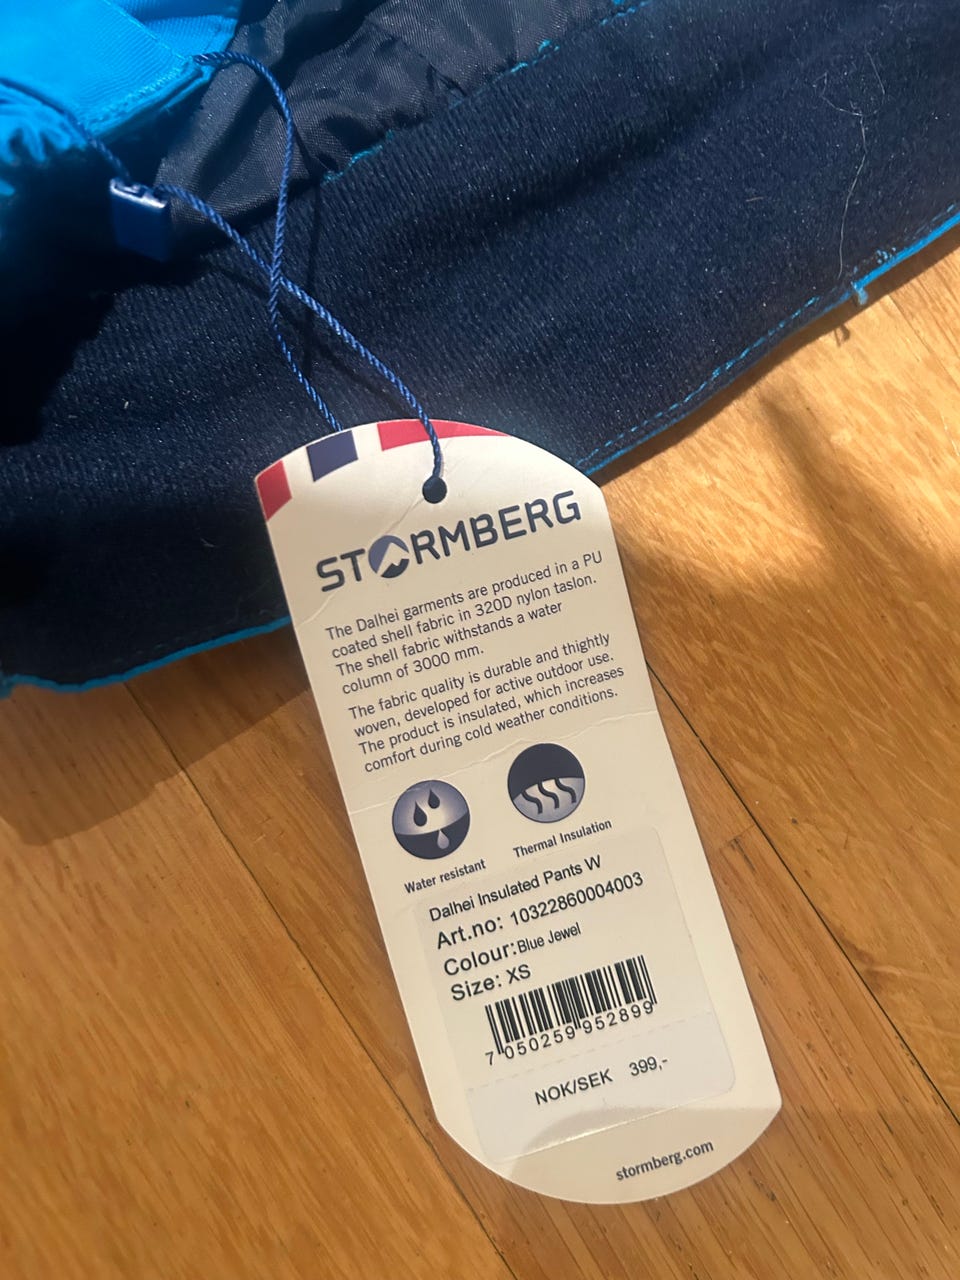 STORMBERG
The Dalhei garments are produced in a PU
coated shell fabric in 320D nylon taslon.
The shell fabric withstands a water
column of 3000 mm.
The fabric quality is durable and thightly
woven, developed for active outdoor use.
The product is insulated, which increases
comfort during cold weather conditions.
Water resistant
Thermal Insulation
Dalhei Insulated Pants W
Art.no: 10322860004003
Colour: Blue Jewel
Size: XS
7 050259 952899
NOK/SEK 399,-
stormberg.com